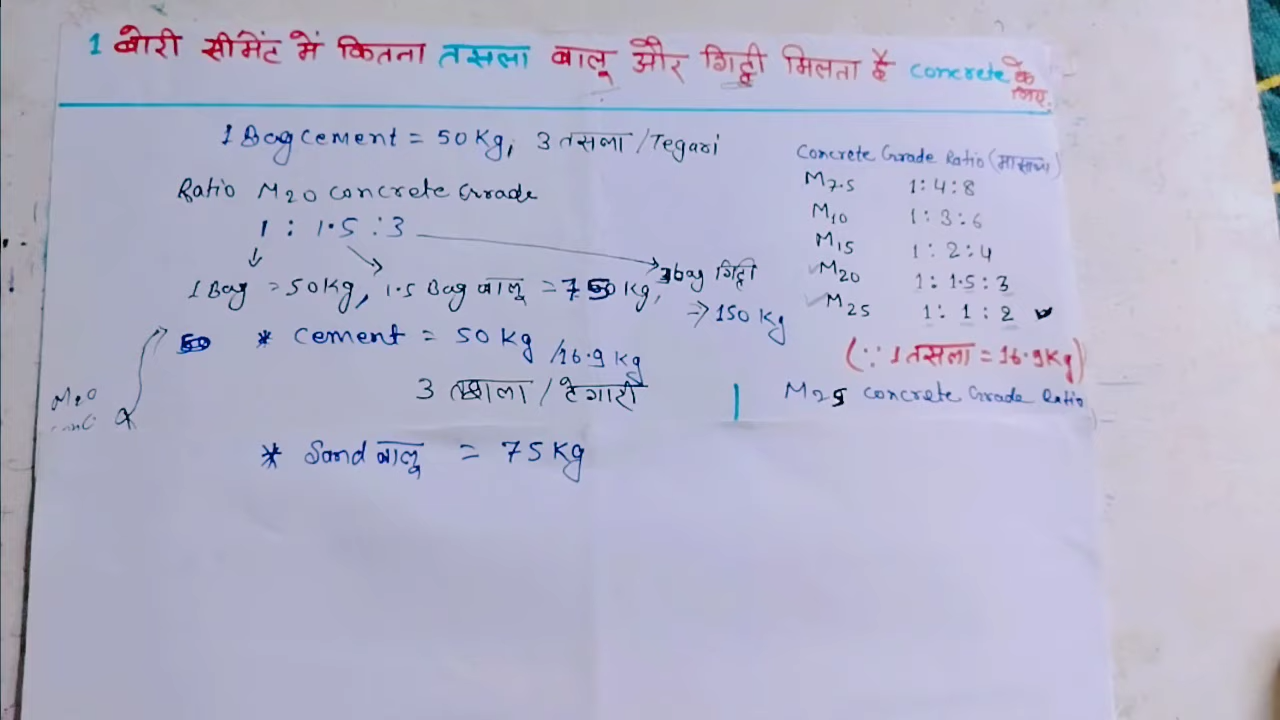 1 बोरी सीमेंट में कितना तसला बालू और गिट्टी मिलता है concrete के लिए.
1 Bag cement = 50 Kg, 3 तसला / Tegari
Ratio M20 concrete Grade
1 : 1.5 : 3
1 Bag = 50 kg, 1.5 Bag बालू = 750 kg, 3 bag गिट्टी
⇒ 150 Kg
* Cement = 50 Kg / 16.9 kg
3 तसाला / टेगारी
M20
* Sand बालू = 75 Kg
Concrete Grade Ratio (मसाला)
M7.5 1 : 4 : 8
M10 1 : 3 : 6
M15 1 : 2 : 4
M20 1 : 1.5 : 3
M25 1 : 1 : 2 ✓
(∵ 1 तसला = 16.9 Kg)
M25 concrete Grade Ratio